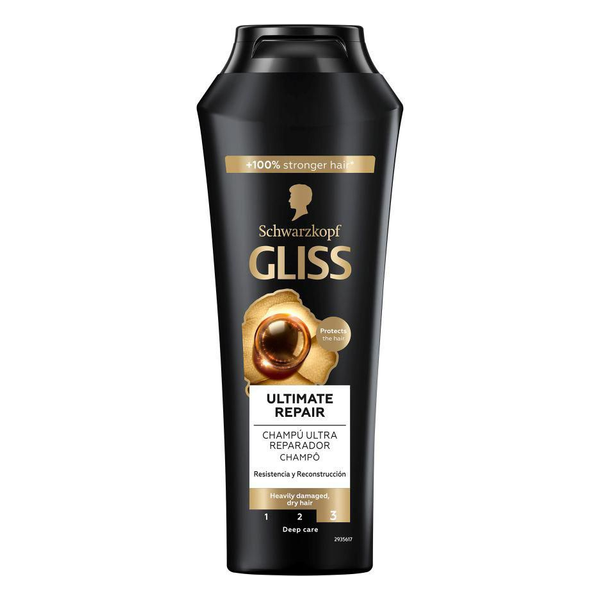 +100% stronger hair*
Schwarzkopf
GLISS
Protects
the hair
ULTIMATE
REPAIR
CHAMPÚ ULTRA
REPARADOR
CHAMPÔ
Resistencia y Reconstrucción
Heavily damaged,
dry hair
1 2 3
Deep care
2935617